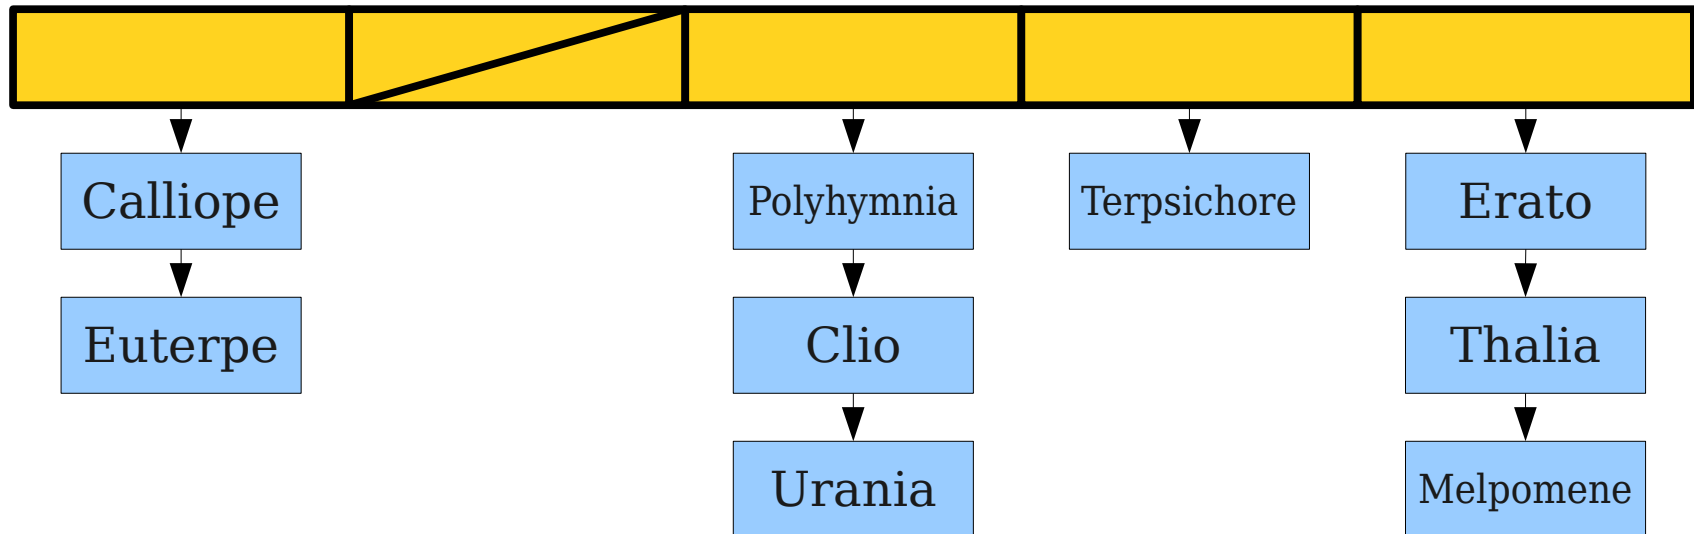 Calliope
Polyhymnia
Terpsichore
Erato
Euterpe
Clio
Thalia
Urania
Melpomene